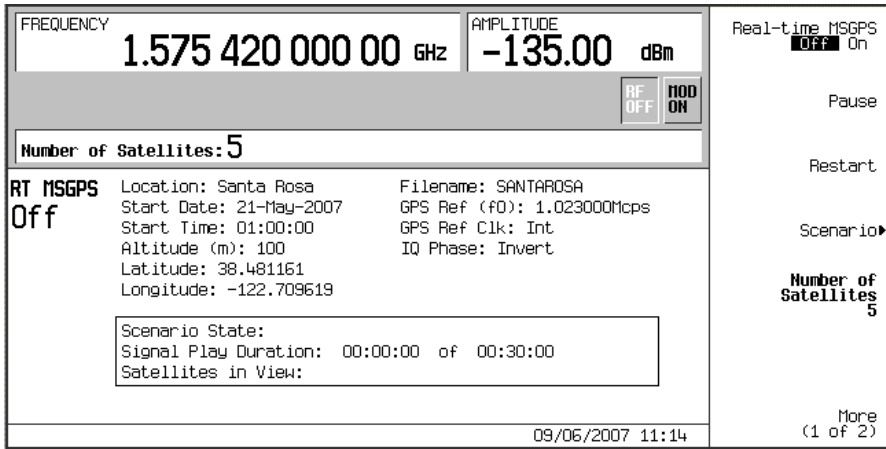 FREQUENCY
1.575 420 000 00 GHz
AMPLITUDE
-135.00 dBm
RF OFF
MOD ON
Number of Satellites:5
RT MSGPS
Off
Location: Santa Rosa
Start Date: 21-May-2007
Start Time: 01:00:00
Altitude (m): 100
Latitude: 38.481161
Longitude: -122.709619
Filename: SANTAROSA
GPS Ref (f0): 1.023000Mcps
GPS Ref Clk: Int
IQ Phase: Invert
Scenario State:
Signal Play Duration: 00:00:00 of 00:30:00
Satellites in View:
09/06/2007 11:14
Real-time MSGPS
Off On
Pause
Restart
Scenario
Number of
Satellites
5
More
(1 of 2)